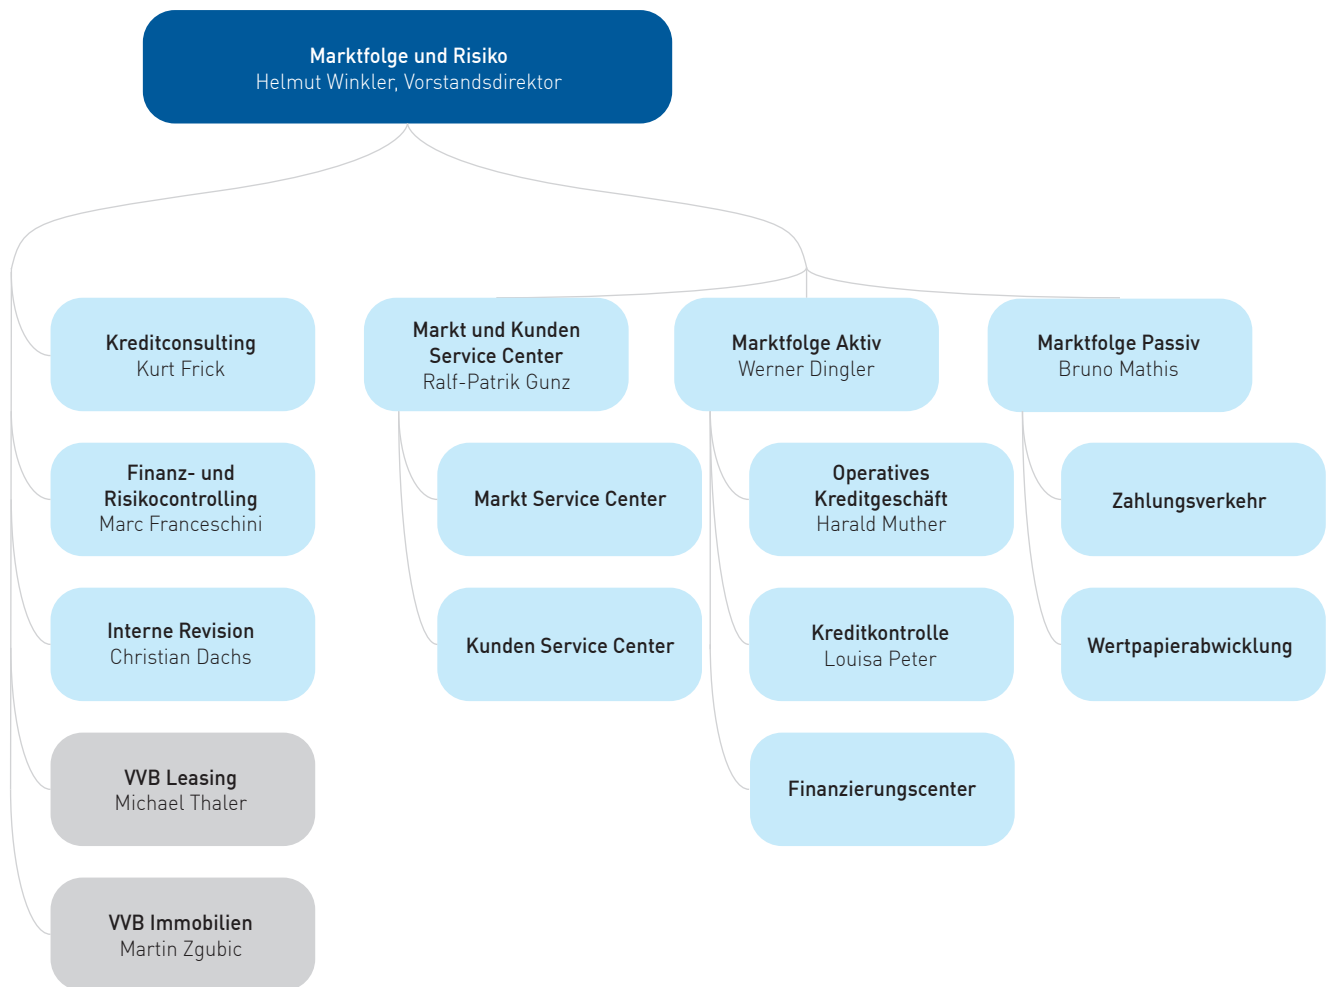 Marktfolge und Risiko
Helmut Winkler, Vorstandsdirektor
Kreditconsulting
Kurt Frick
Finanz- und
Risikocontrolling
Marc Franceschini
Interne Revision
Christian Dachs
VVB Leasing
Michael Thaler
VVB Immobilien
Martin Zgubic
Markt und Kunden
Service Center
Ralf-Patrik Gunz
Markt Service Center
Kunden Service Center
Marktfolge Aktiv
Werner Dingler
Operatives
Kreditgeschäft
Harald Muther
Kreditkontrolle
Louisa Peter
Finanzierungscenter
Marktfolge Passiv
Bruno Mathis
Zahlungsverkehr
Wertpapierabwicklung